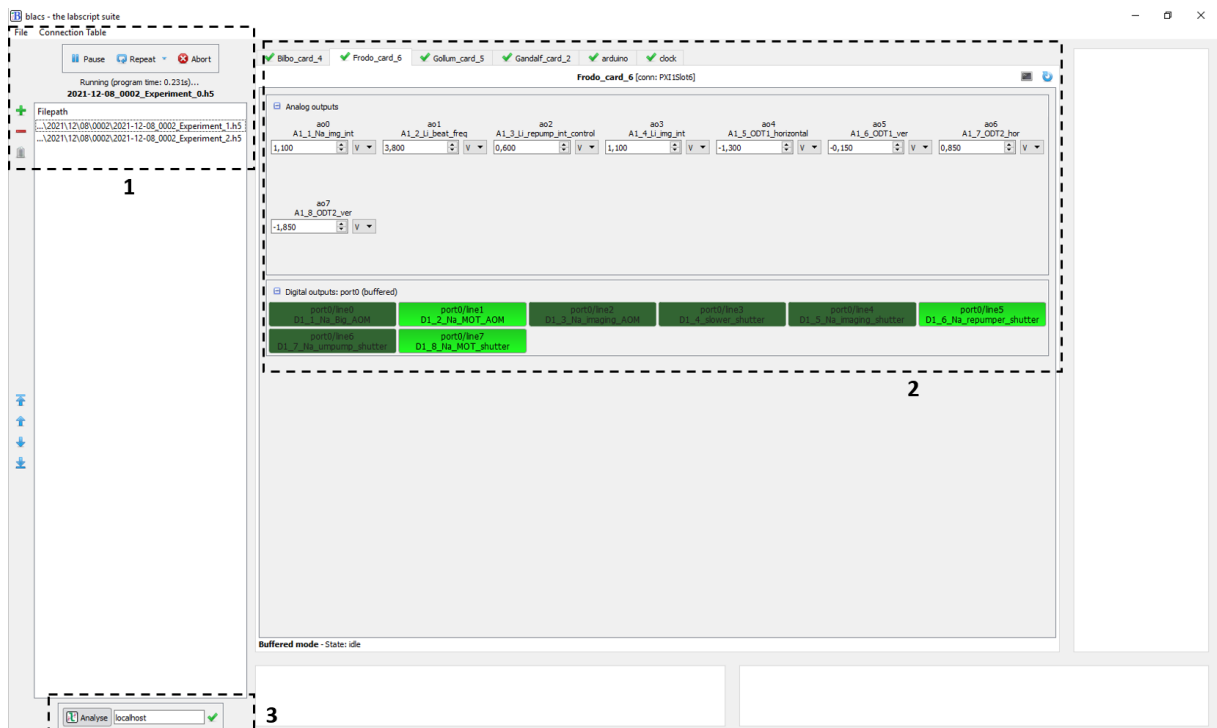 blacs - the labscript suite
File Connection Table
Pause Repeat Abort
Running (program time: 0.231s)...
2021-12-08_0002_Experiment_0.h5
Filepath
...\2021\12\08\0002\2021-12-08_0002_Experiment_1.h5
...\2021\12\08\0002\2021-12-08_0002_Experiment_2.h5
1
Bilbo_card_4 Frodo_card_6 Gollum_card_5 Gandalf_card_2 arduino clock
Frodo_card_6 [conn: PXI1Slot6]
Analog outputs
ao0 ao1 ao2 ao3 ao4 ao5 ao6
A1_1_Na_img_int A1_2_Li_beat_freq A1_3_Li_repump_int_control A1_4_Li_img_int A1_5_ODT1_horizontal A1_6_ODT1_ver A1_7_ODT2_hor
1,100 V 3,800 V 0,600 V 1,100 V -1,300 V -0,150 V 0,850 V
ao7
A1_8_ODT2_ver
-1,850 V
Digital outputs: port0 (buffered)
port0/line0 port0/line1 port0/line2 port0/line3 port0/line4 port0/line5
D1_1_Na_Big_AOM D1_2_Na_MOT_AOM D1_3_Na_imaging_AOM D1_4_slower_shutter D1_5_Na_imaging_shutter D1_6_Na_repumper_shutter
port0/line6 port0/line7
D1_7_Na_umpump_shutter D1_8_Na_MOT_shutter
2
Buffered mode - State: idle
Analyse localhost
3